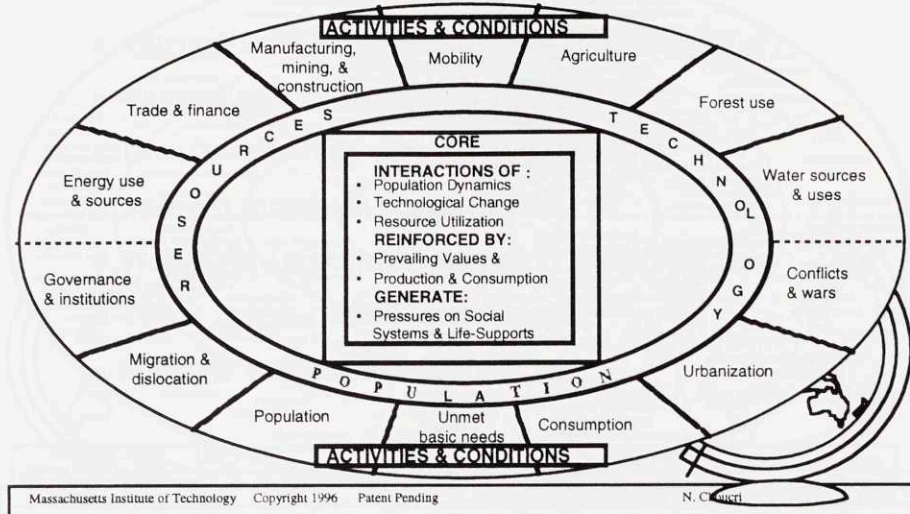 ACTIVITIES & CONDITIONS
Manufacturing,
mining, &
construction
Mobility
Agriculture
Trade & finance
Forest use
Energy use
& sources
Water sources
& uses
Governance
& institutions
Conflicts
& wars
Migration &
dislocation
Urbanization
Population
Unmet
basic needs
Consumption
RESOURCES
TECHNOLOGY
POPULATION
CORE
INTERACTIONS OF :
• Population Dynamics
• Technological Change
• Resource Utilization
REINFORCED BY:
• Prevailing Values &
• Production & Consumption
GENERATE:
• Pressures on Social
Systems & Life-Supports
ACTIVITIES & CONDITIONS
Massachusetts Institute of Technology Copyright 1996 Patent Pending N. Choucri